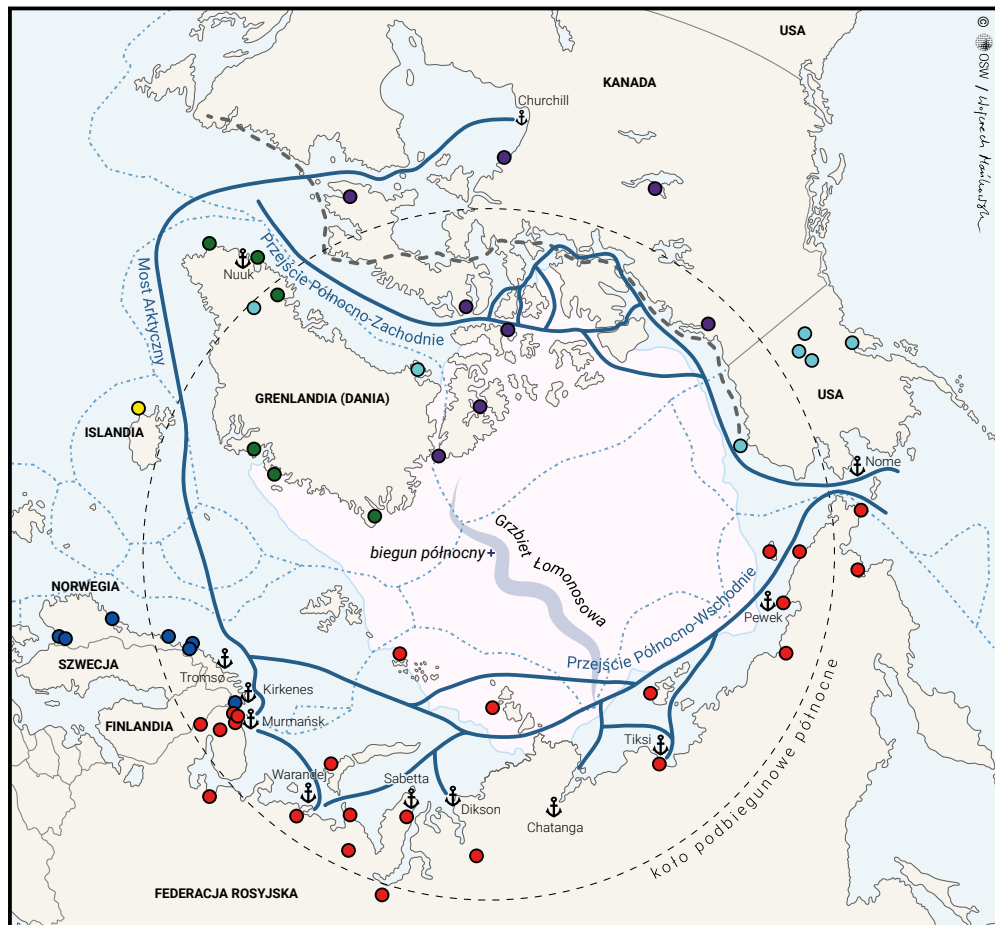 USA
© OSW / Wojciech Mańkowski
KANADA
Churchill
Nuuk
Przejście Północno-Zachodnie
Most Arktyczny
GRENLANDIA (DANIA)
USA
ISLANDIA
Nome
Grzbiet Łomonosowa
biegun północny
NORWEGIA
Pewek
Przejście Północno-Wschodnie
SZWECJA
Tromsø
Kirkenes
FINLANDIA
Murmańsk
Tiksi
Warandej
Sabetta
Dikson
Chatanga
koło podbiegunowe północne
FEDERACJA ROSYJSKA